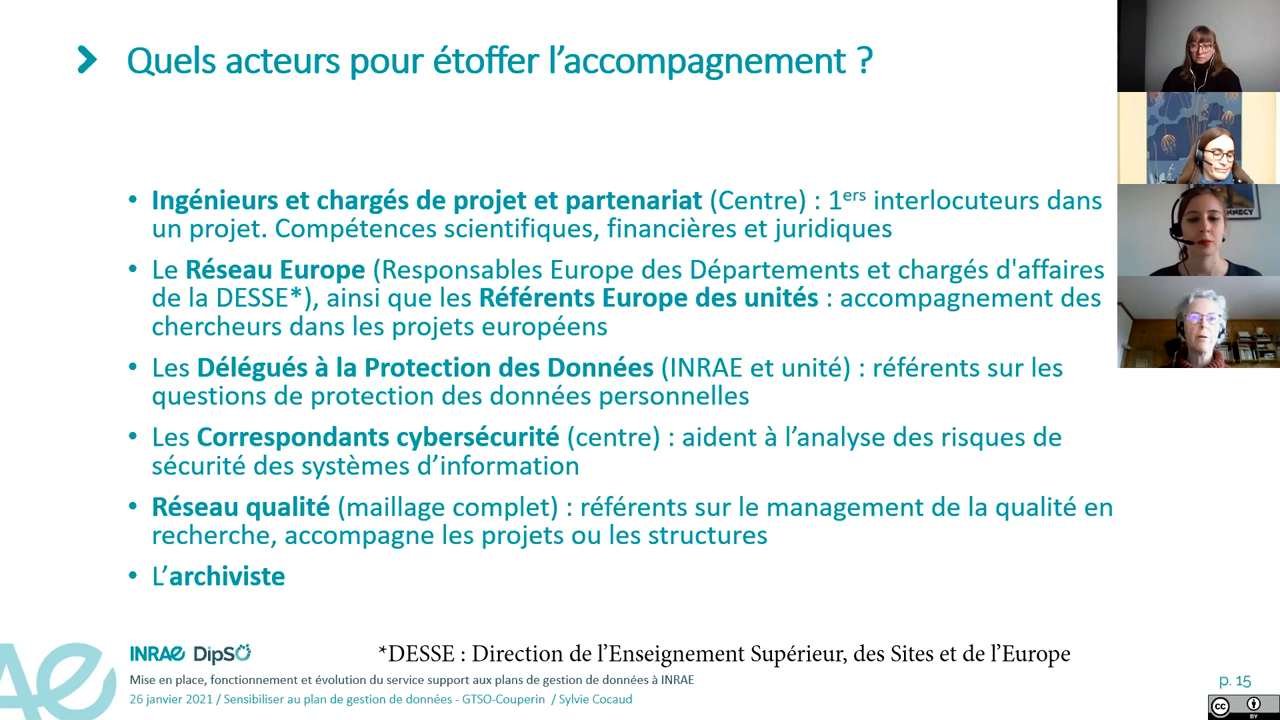 Quels acteurs pour étoffer l’accompagnement ?
• Ingénieurs et chargés de projet et partenariat (Centre) : 1ers interlocuteurs dans
un projet. Compétences scientifiques, financières et juridiques
• Le Réseau Europe (Responsables Europe des Départements et chargés d'affaires
de la DESSE*), ainsi que les Référents Europe des unités : accompagnement des
chercheurs dans les projets européens
• Les Délégués à la Protection des Données (INRAE et unité) : référents sur les
questions de protection des données personnelles
• Les Correspondants cybersécurité (centre) : aident à l’analyse des risques de
sécurité des systèmes d’information
• Réseau qualité (maillage complet) : référents sur le management de la qualité en
recherche, accompagne les projets ou les structures
• L’archiviste
INRAE DipSO
*DESSE : Direction de l’Enseignement Supérieur, des Sites et de l’Europe
Mise en place, fonctionnement et évolution du service support aux plans de gestion de données à INRAE
26 janvier 2021 / Sensibiliser au plan de gestion de données - GTSO-Couperin / Sylvie Cocaud
p. 15
cc BY